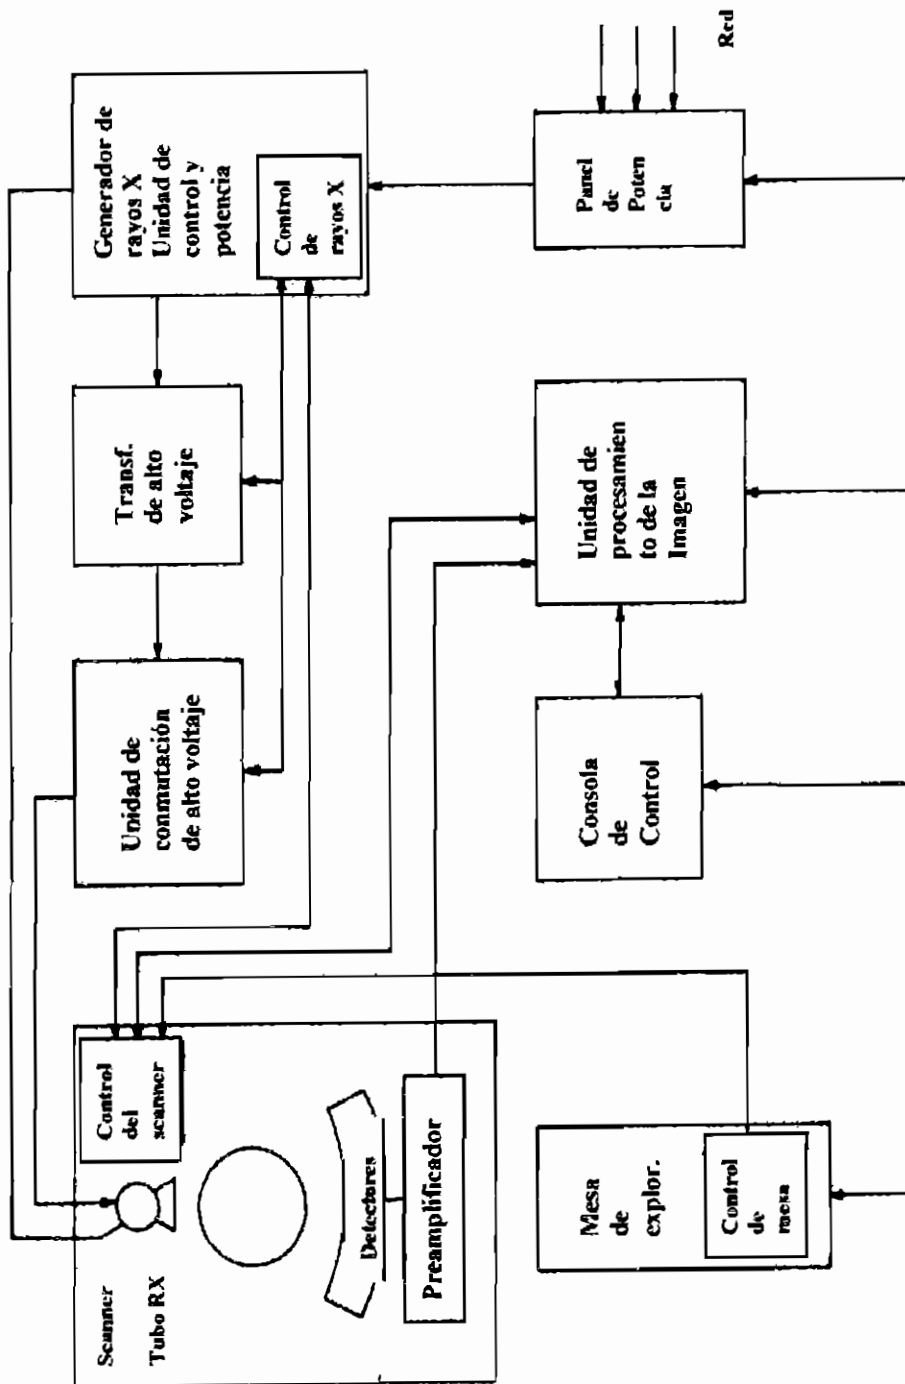 Scanner
Tubo RX
Control
del
scanner
Detectores
Preamplificador
Unidad de
conmutación
de alto voltaje
Transf.
de alto
voltaje
Generador de
rayos X
Unidad de
control y
potencia
Control
de
rayos X
Mesa
de
explor.
Control
de
mesa
Consola
de
Control
Unidad de
procesamien
to de la
Imagen
Panel
de
Poten
cia
Red